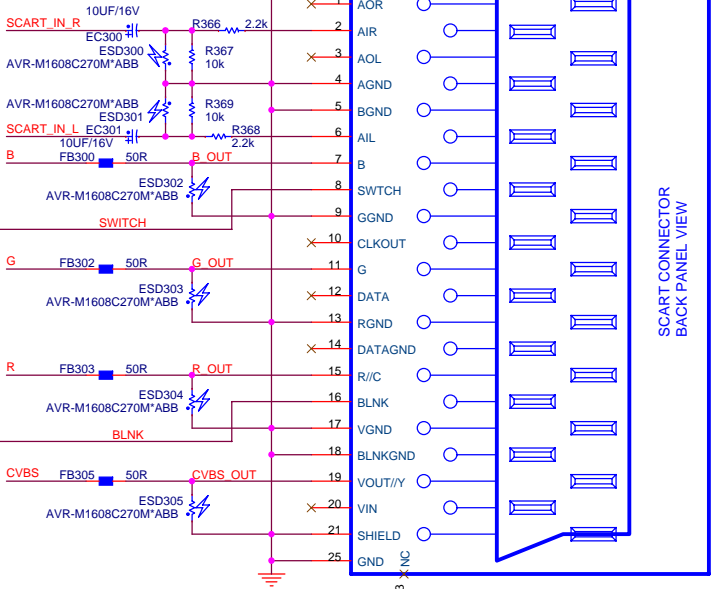 1 AOR
10UF/16V
SCART_IN_R R366 2.2k 2 AIR
EC300
ESD300 R367 3 AOL
AVR-M1608C270M*ABB 10k
4 AGND
AVR-M1608C270M*ABB R369 5 BGND
ESD301 10k
SCART_IN_L EC301 R368 6 AIL
10UF/16V 2.2k
B FB300 50R B_OUT 7 B
ESD302 8 SWTCH
AVR-M1608C270M*ABB
9 GGND
SWITCH
10 CLKOUT
G FB302 50R G_OUT 11 G
ESD303 12 DATA
AVR-M1608C270M*ABB
13 RGND
14 DATAGND
R FB303 50R R_OUT 15 R//C
ESD304 16 BLNK
AVR-M1608C270M*ABB
17 VGND
BLNK
18 BLNKGND
CVBS FB305 50R CVBS_OUT 19 VOUT//Y
ESD305 20 VIN
AVR-M1608C270M*ABB
21 SHIELD
25 GND
NC
SCART CONNECTOR
BACK PANEL VIEW